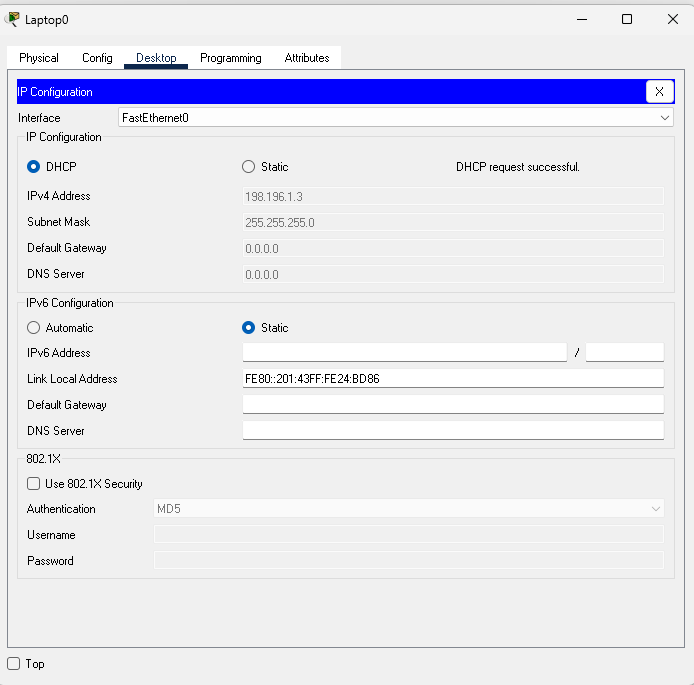 Laptop0
Physical Config Desktop Programming Attributes
IP Configuration X
Interface FastEthernet0
IP Configuration
DHCP Static DHCP request successful.
IPv4 Address 198.196.1.3
Subnet Mask 255.255.255.0
Default Gateway 0.0.0.0
DNS Server 0.0.0.0
IPv6 Configuration
Automatic Static
IPv6 Address /
Link Local Address FE80::201:43FF:FE24:BD86
Default Gateway
DNS Server
802.1X
Use 802.1X Security
Authentication MD5
Username
Password
Top